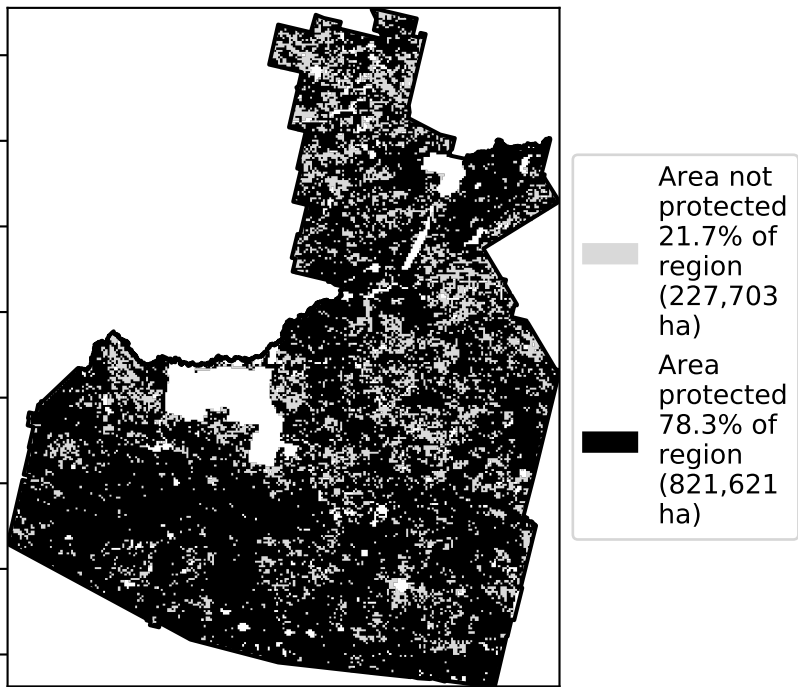 Area not
protected
21.7% of
region
(227,703
ha)
Area
protected
78.3% of
region
(821,621
ha)